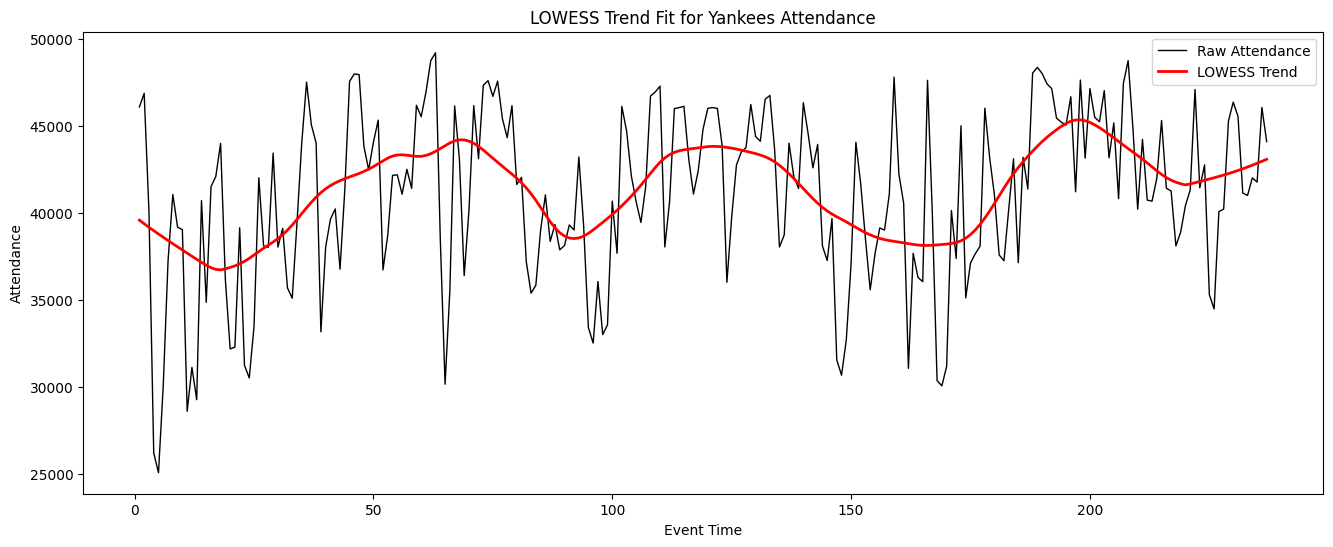 LOWESS Trend Fit for Yankees Attendance
Raw Attendance
LOWESS Trend
Attendance
50000
45000
40000
35000
30000
25000
0 50 100 150 200
Event Time